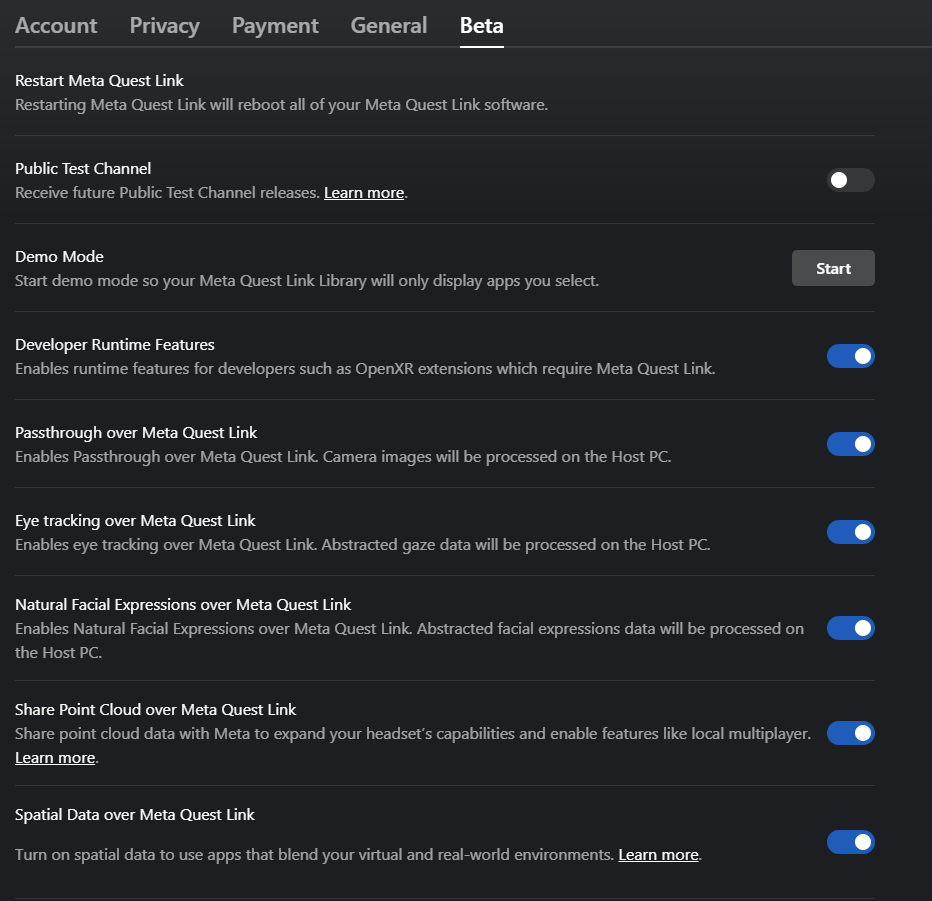 Account Privacy Payment General Beta
Restart Meta Quest Link
Restarting Meta Quest Link will reboot all of your Meta Quest Link software.
Public Test Channel
Receive future Public Test Channel releases. Learn more.
Demo Mode
Start demo mode so your Meta Quest Link Library will only display apps you select.
Start
Developer Runtime Features
Enables runtime features for developers such as OpenXR extensions which require Meta Quest Link.
Passthrough over Meta Quest Link
Enables Passthrough over Meta Quest Link. Camera images will be processed on the Host PC.
Eye tracking over Meta Quest Link
Enables eye tracking over Meta Quest Link. Abstracted gaze data will be processed on the Host PC.
Natural Facial Expressions over Meta Quest Link
Enables Natural Facial Expressions over Meta Quest Link. Abstracted facial expressions data will be processed on
the Host PC.
Share Point Cloud over Meta Quest Link
Share point cloud data with Meta to expand your headset's capabilities and enable features like local multiplayer.
Learn more.
Spatial Data over Meta Quest Link
Turn on spatial data to use apps that blend your virtual and real-world environments. Learn more.